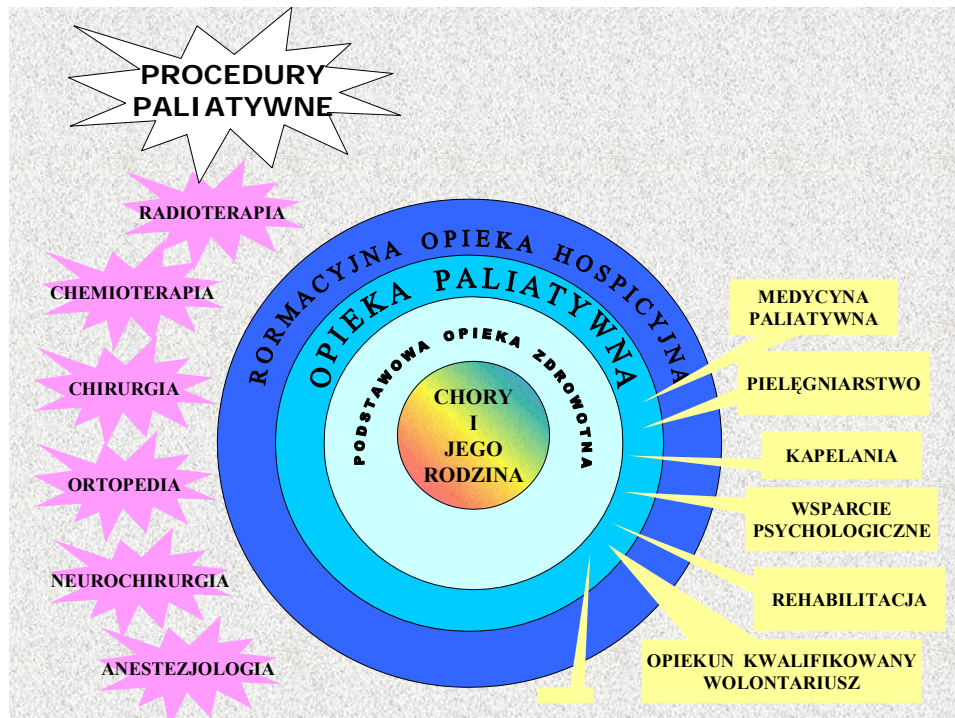 PROCEDURY
PALIATYWNE
RADIOTERAPIA
CHEMIOTERAPIA
CHIRURGIA
ORTOPEDIA
NEUROCHIRURGIA
ANESTEZJOLOGIA
RORMACYJNA OPIEKA HOSPICYJNA
OPIEKA PALIATYWNA
PODSTAWOWA OPIEKA ZDROWOTNA
CHORY
I
JEGO
RODZINA
MEDYCYNA
PALIATYWNA
PIELĘGNIARSTWO
KAPELANIA
WSPARCIE
PSYCHOLOGICZNE
REHABILITACJA
OPIEKUN KWALIFIKOWANY
WOLONTARIUSZ